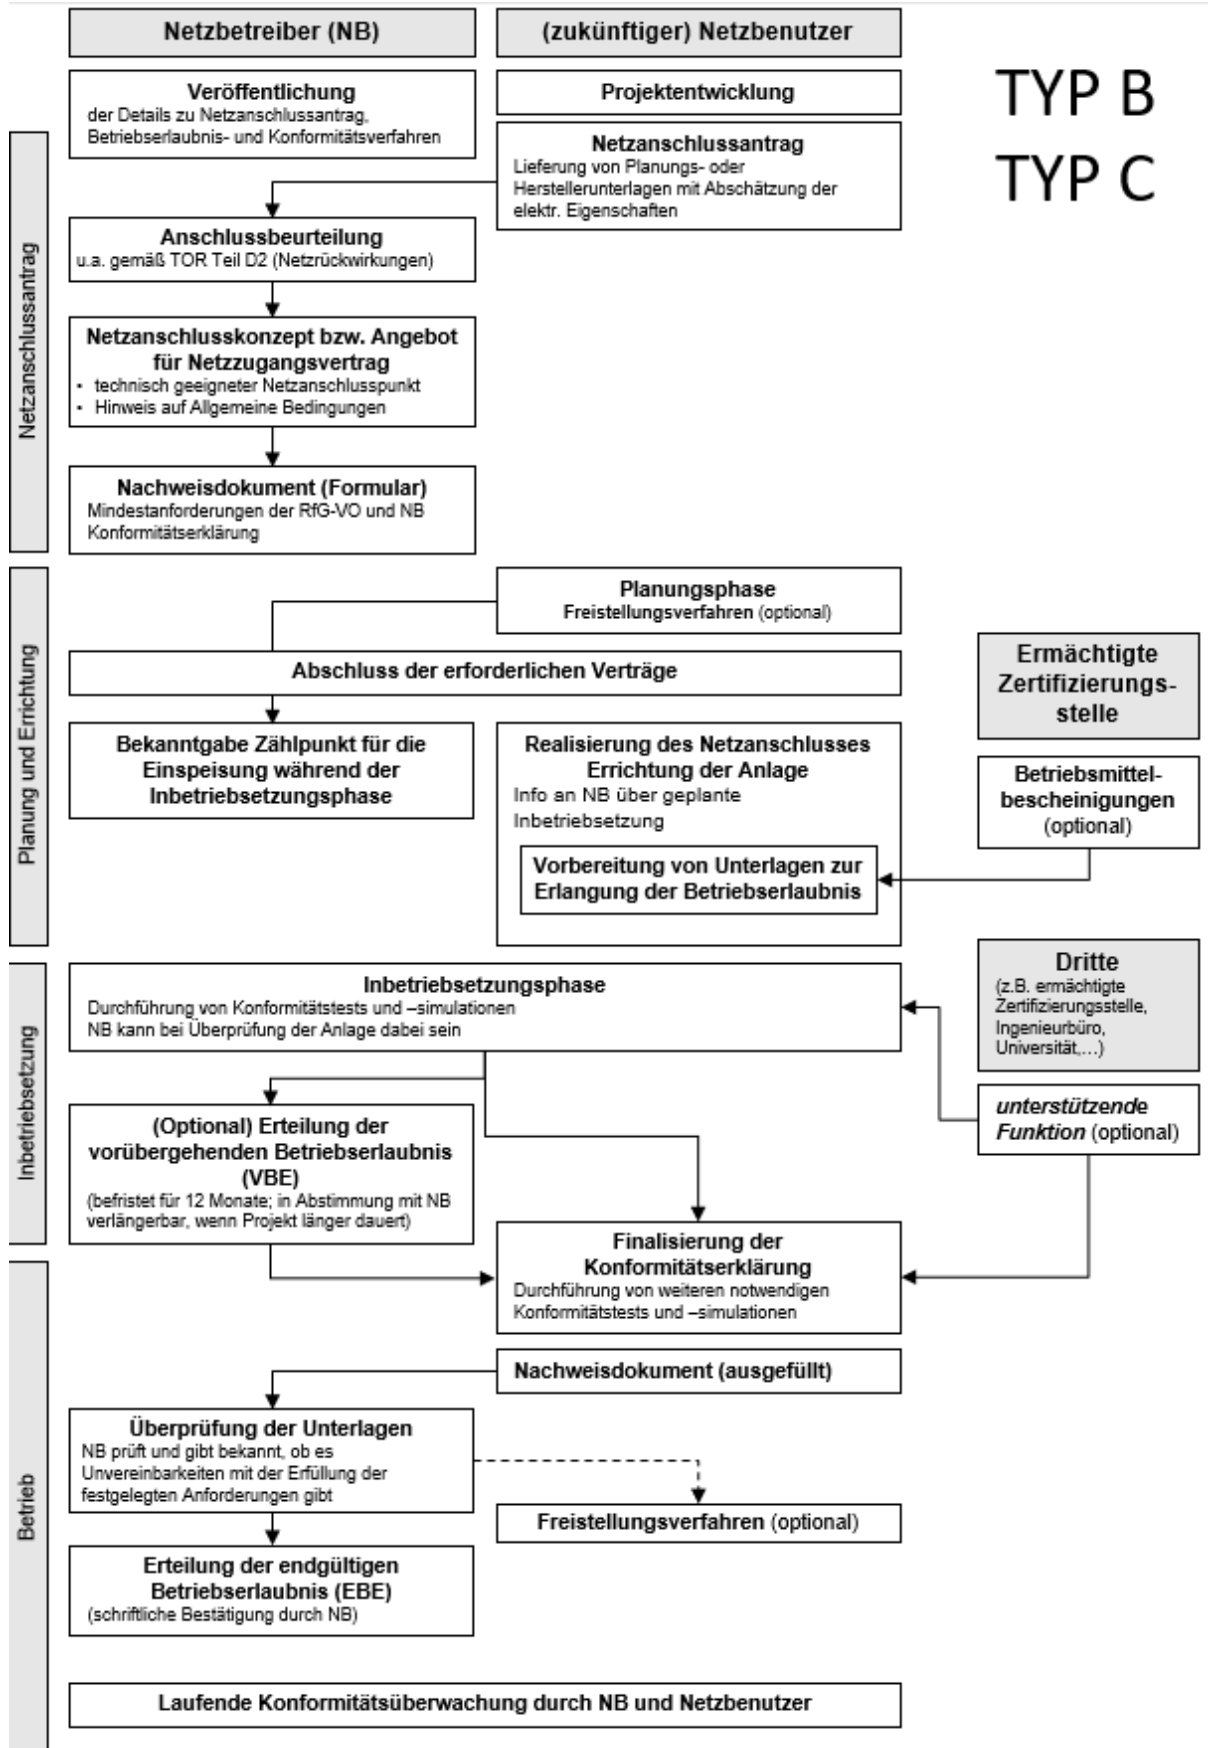 Netzbetreiber (NB)
(zukünftiger) Netzbenutzer
TYP B
TYP C
Veröffentlichung
der Details zu Netzanschlussantrag,
Betriebserlaubnis- und Konformitätsverfahren
Projektentwicklung
Netzanschlussantrag
Lieferung von Planungs- oder
Herstellerunterlagen mit Abschätzung der
elektr. Eigenschaften
Netzanschlussantrag
Anschlussbeurteilung
u.a. gemäß TOR Teil D2 (Netzrückwirkungen)
Netzanschlusskonzept bzw. Angebot
für Netzzugangsvertrag
• technisch geeigneter Netzanschlusspunkt
• Hinweis auf Allgemeine Bedingungen
Nachweisdokument (Formular)
Mindestanforderungen der RfG-VO und NB
Konformitätserklärung
Planung und Errichtung
Planungsphase
Freistellungsverfahren (optional)
Abschluss der erforderlichen Verträge
Bekanntgabe Zählpunkt für die
Einspeisung während der
Inbetriebsetzungsphase
Realisierung des Netzanschlusses
Errichtung der Anlage
Info an NB über geplante
Inbetriebsetzung
Vorbereitung von Unterlagen zur
Erlangung der Betriebserlaubnis
Ermächtigte
Zertifizierungs-
stelle
Betriebsmittel-
bescheinigungen
(optional)
Inbetriebsetzung
Inbetriebsetzungsphase
Durchführung von Konformitätstests und –simulationen
NB kann bei Überprüfung der Anlage dabei sein
Dritte
(z.B. ermächtigte
Zertifizierungsstelle,
Ingenieurbüro,
Universität,...)
unterstützende
Funktion (optional)
(Optional) Erteilung der
vorübergehenden Betriebserlaubnis
(VBE)
(befristet für 12 Monate; in Abstimmung mit NB
verlängerbar, wenn Projekt länger dauert)
Finalisierung der
Konformitätserklärung
Durchführung von weiteren notwendigen
Konformitätstests und –simulationen
Betrieb
Nachweisdokument (ausgefüllt)
Überprüfung der Unterlagen
NB prüft und gibt bekannt, ob es
Unvereinbarkeiten mit der Erfüllung der
festgelegten Anforderungen gibt
Freistellungsverfahren (optional)
Erteilung der endgültigen
Betriebserlaubnis (EBE)
(schriftliche Bestätigung durch NB)
Laufende Konformitätsüberwachung durch NB und Netzbenutzer